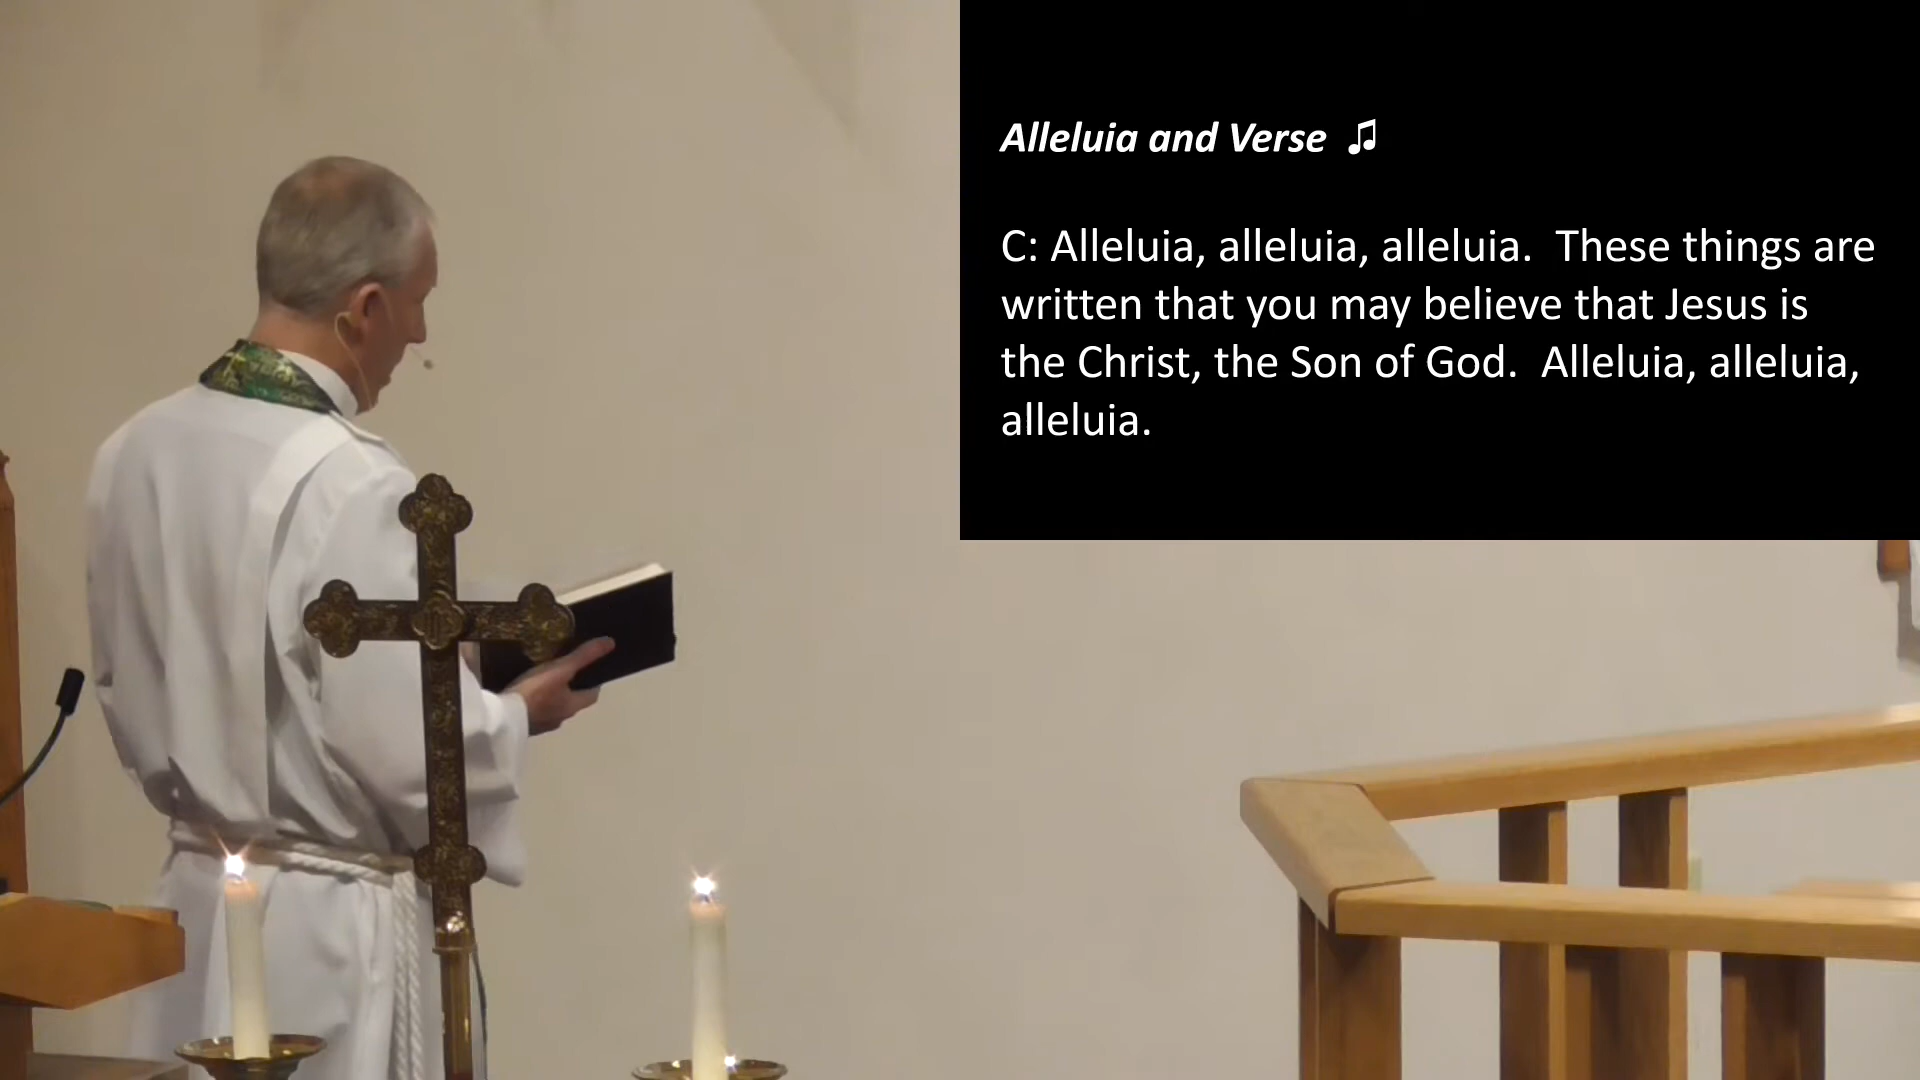 Alleluia and Verse ♫
C: Alleluia, alleluia, alleluia.  These things are
written that you may believe that Jesus is
the Christ, the Son of God.  Alleluia, alleluia,
alleluia.